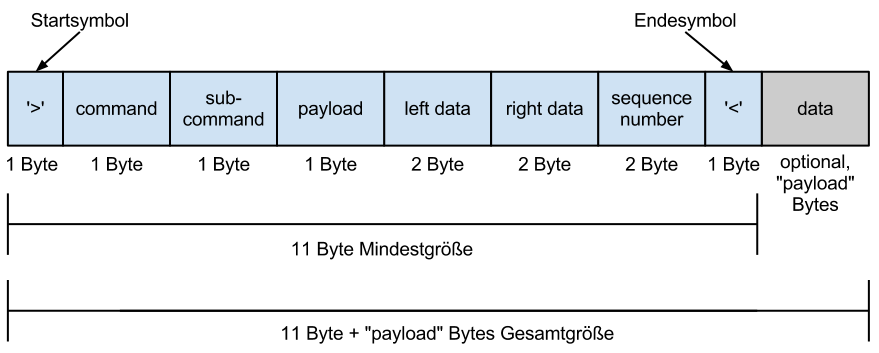 Startsymbol
Endesymbol
'>'
command
sub-
command
payload
left data
right data
sequence
number
'<'
data
1 Byte
1 Byte
1 Byte
1 Byte
2 Byte
2 Byte
2 Byte
1 Byte
optional,
"payload"
Bytes
11 Byte Mindestgröße
11 Byte + "payload" Bytes Gesamtgröße